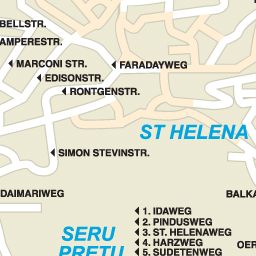 BELLSTR.
AMPERESTR.
MARCONI STR.
FARADAYWEG
EDISONSTR.
RONTGENSTR.
ST HELENA
SIMON STEVINSTR.
DAIMARIWEG
BALKA
SERU
PRETU
1. IDAWEG
2. PINDUSWEG
3. ST. HELENAWEG
4. HARZWEG
5. SUDETENWEG
OER